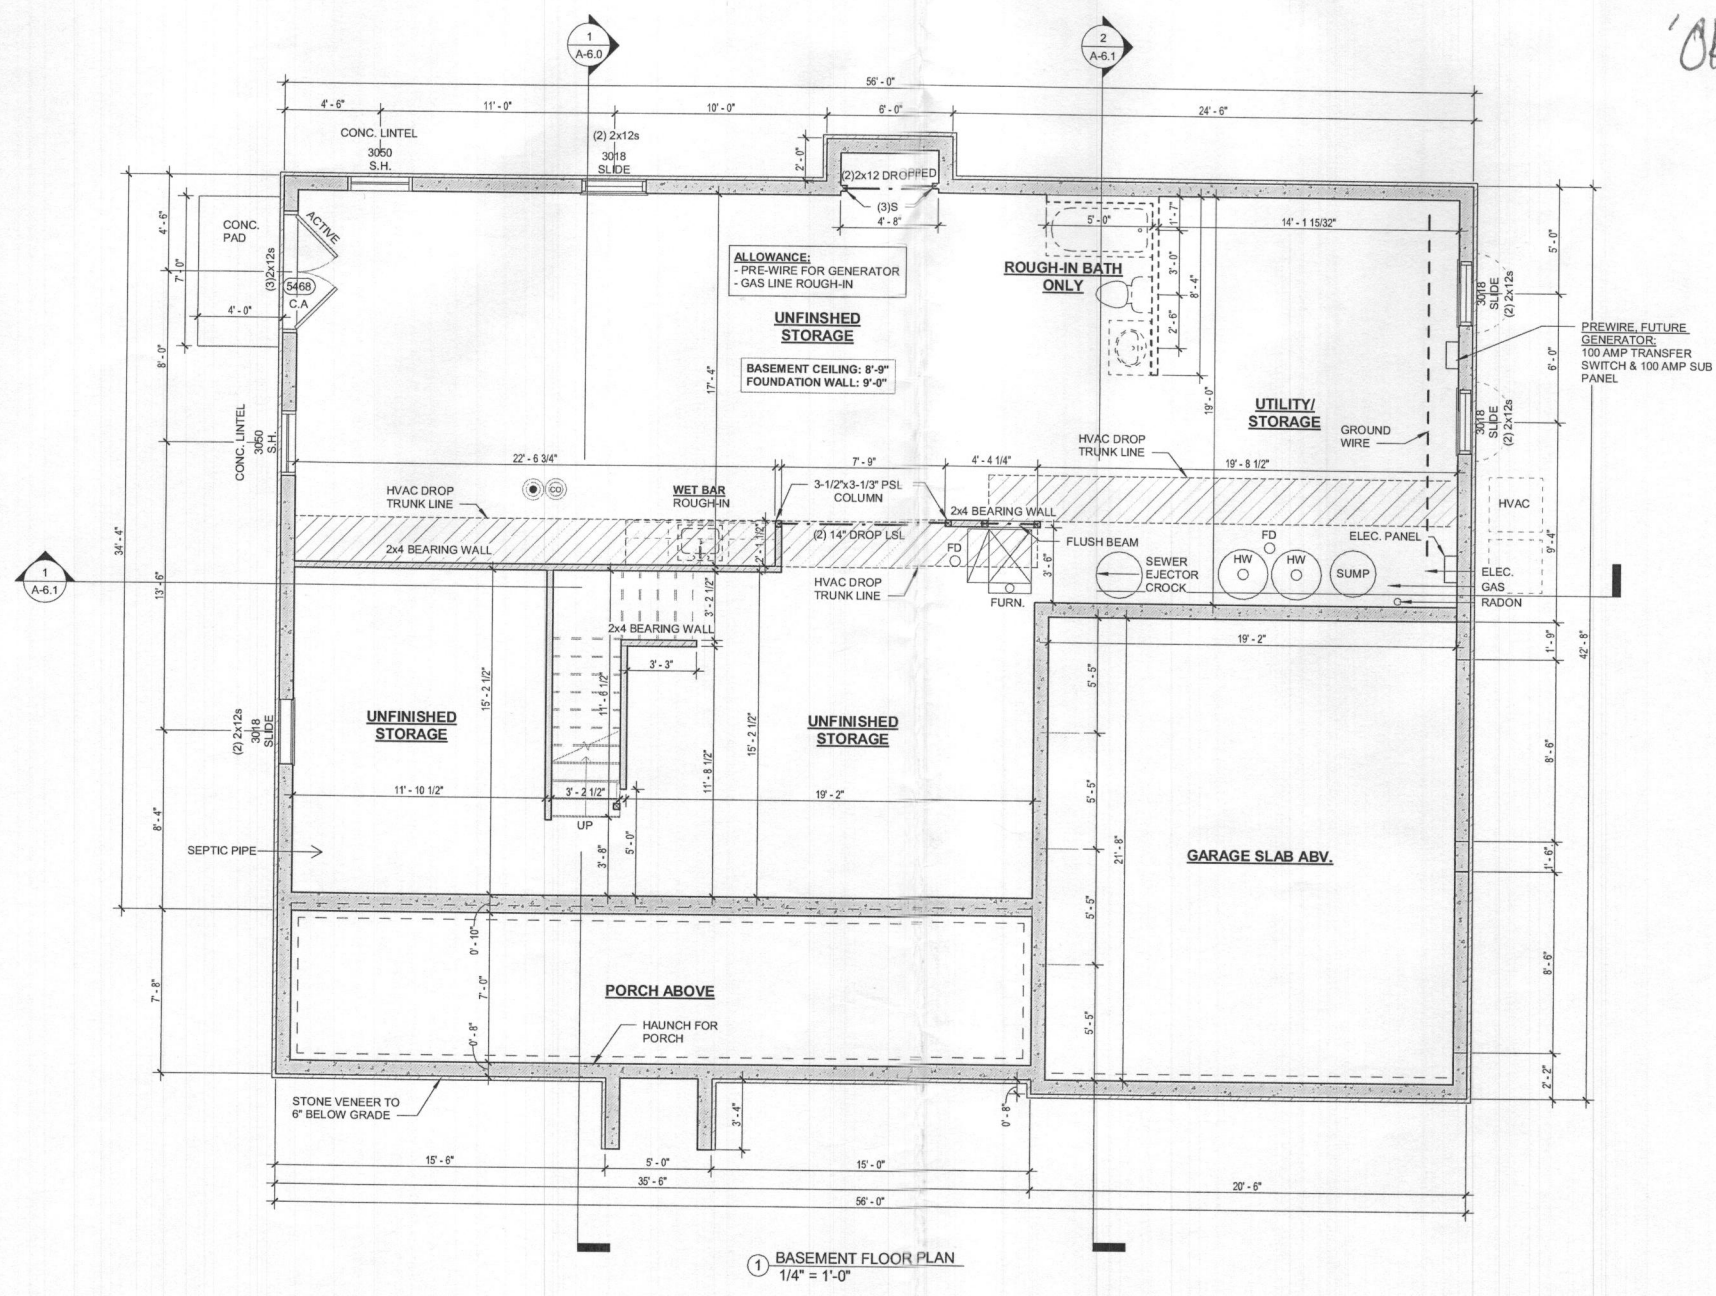 1
A-6.0
2
A-6.1
56' - 0"
4' - 6"
11' - 0"
10' - 0"
6' - 0"
24' - 6"
CONC. LINTEL
3050
S.H.
(2) 2x12s
3018
SLIDE
2' - 0"
(2)2x12 DROPPED
(3)S
4' - 8"
5' - 0"
1' - 7"
14' - 1 15/32"
4' - 6"
7' - 0"
CONC.
PAD
ACTIVE
(3)2x12s
5468
C.A
4' - 0"
ALLOWANCE:
- PRE-WIRE FOR GENERATOR
- GAS LINE ROUGH-IN
ROUGH-IN BATH
ONLY
3' - 0"
8' - 4"
2' - 6"
5' - 0"
3018
SLIDE
(2) 2x12s
UNFINSHED
STORAGE
BASEMENT CEILING: 8'-9"
FOUNDATION WALL: 9'-0"
17' - 4"
19' - 0"
8' - 0"
6' - 0"
PREWIRE, FUTURE
GENERATOR:
100 AMP TRANSFER
SWITCH & 100 AMP SUB
PANEL
UTILITY/
STORAGE
GROUND
WIRE
3018
SLIDE
(2) 2x12s
CONC. LINTEL
3050
S.H.
HVAC DROP
TRUNK LINE
22' - 6 3/4"
7' - 9"
4' - 4 1/4"
19' - 8 1/2"
HVAC DROP
TRUNK LINE
CO
WET BAR
ROUGH-IN
3-1/2"x3-1/3" PSL
COLUMN
2x4 BEARING WALL
HVAC
34' - 4"
2x4 BEARING WALL
2' - 1 1/2"
(2) 14" DROP LSL
FLUSH BEAM
FD
FD
ELEC. PANEL
9' - 4"
1
A-6.1
13' - 6"
3' - 2 1/2"
HVAC DROP
TRUNK LINE
FURN.
3' - 6"
SEWER
EJECTOR
CROCK
HW
HW
SUMP
ELEC.
GAS
RADON
2x4 BEARING WALL
3' - 3"
19' - 2"
1' - 9"
42' - 8"
15' - 2 1/2"
11' - 6 1/2"
5' - 5"
(2) 2x12s
3018
SLIDE
UNFINISHED
STORAGE
15' - 2 1/2"
UNFINISHED
STORAGE
11' - 8 1/2"
8' - 6"
11' - 10 1/2"
3' - 2 1/2"
19' - 2"
5' - 5"
8' - 4"
UP
SEPTIC PIPE
3' - 8"
5' - 0"
21' - 8"
GARAGE SLAB ABV.
1' - 6"
5' - 5"
0' - 10"
7' - 8"
7' - 0"
PORCH ABOVE
8' - 6"
0' - 8"
HAUNCH FOR
PORCH
5' - 5"
2' - 2"
STONE VENEER TO
6" BELOW GRADE
3' - 4"
0' - 8"
15' - 6"
5' - 0"
15' - 0"
35' - 6"
20' - 6"
56' - 0"
1
BASEMENT FLOOR PLAN
1/4" = 1'-0"